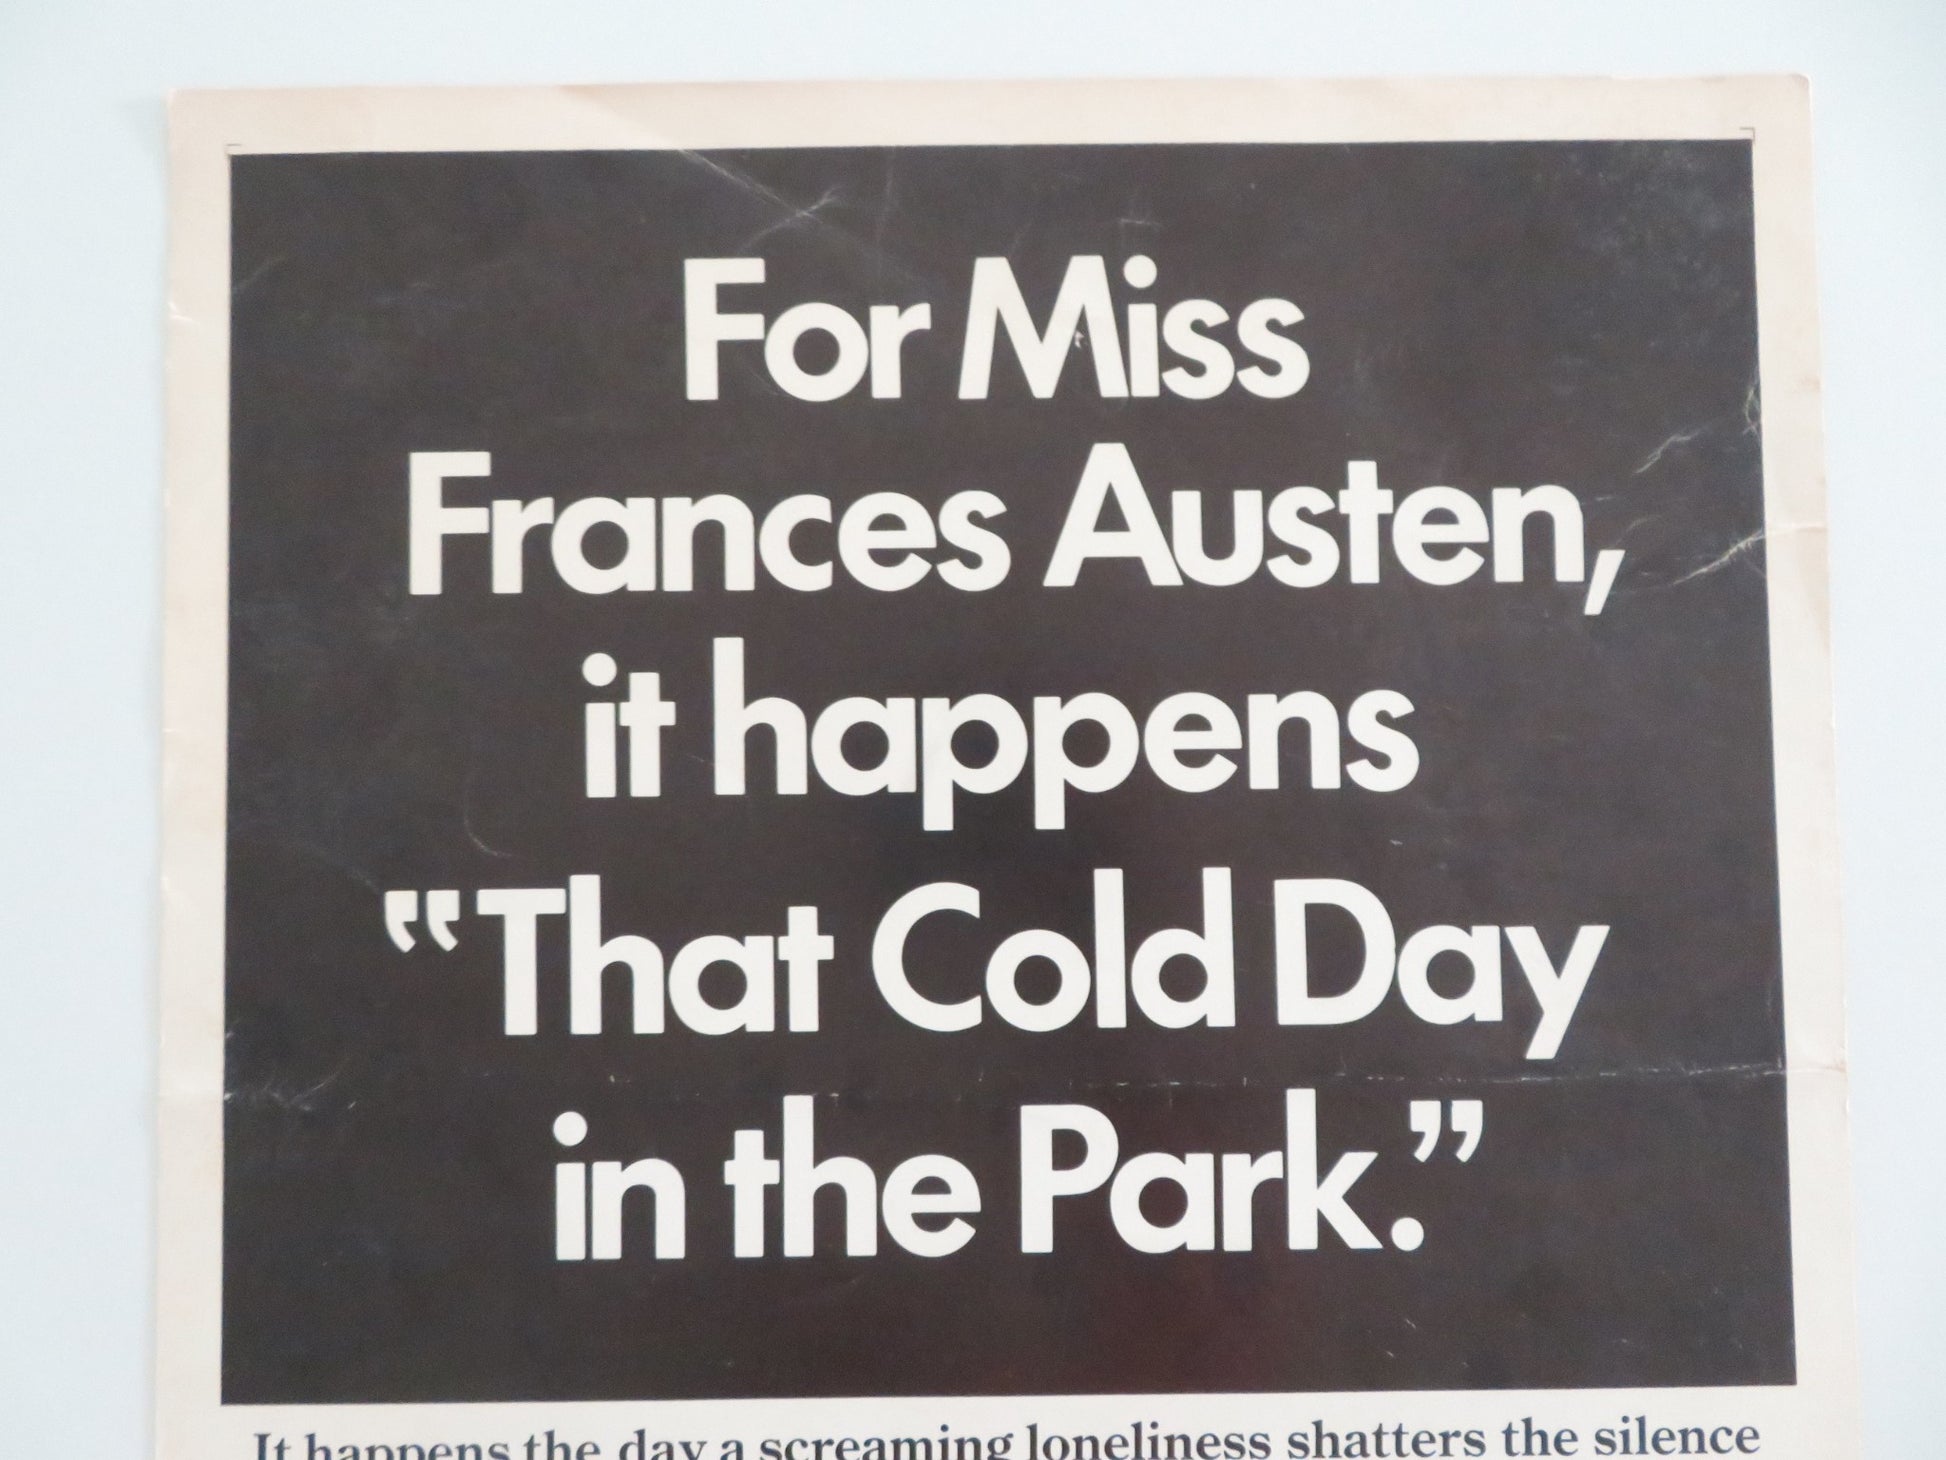 For Miss
Frances Austen,
it happens
“That Cold Day
in the Park.”
It happens the day a screaming loneliness shatters the silence